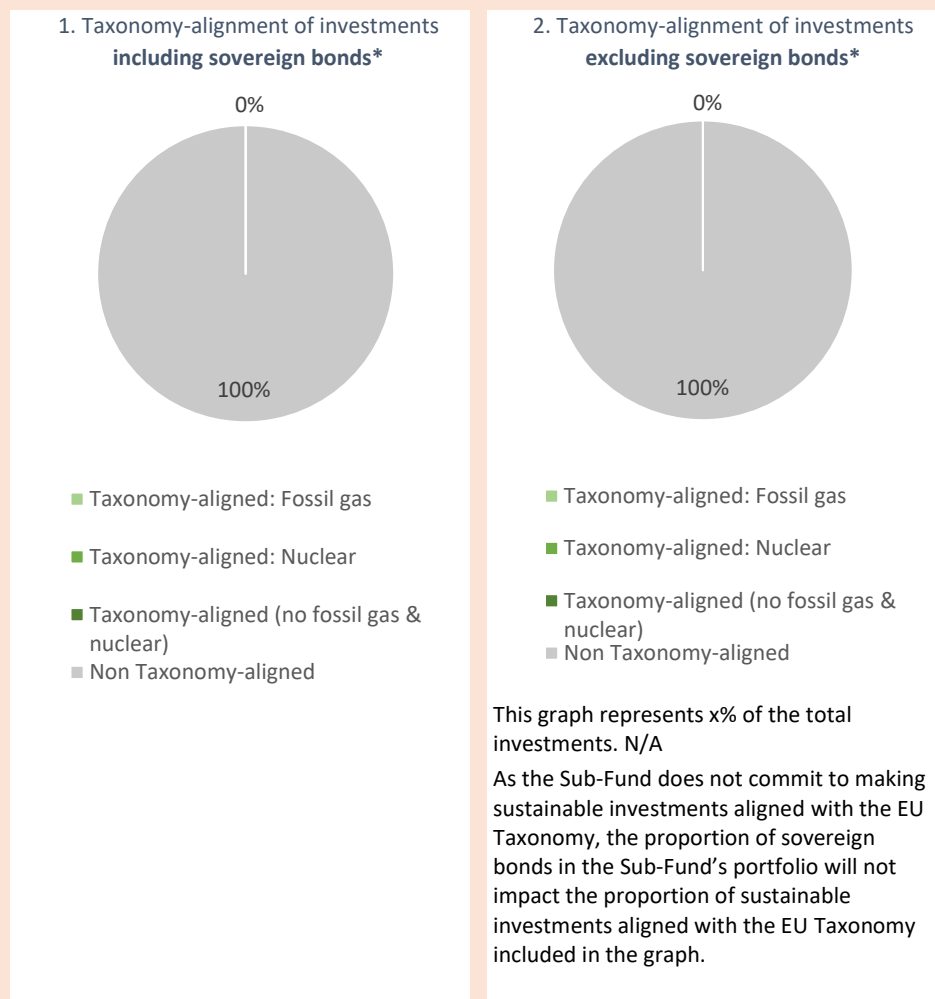 1. Taxonomy-alignment of investments
including sovereign bonds*
0%
100%
Taxonomy-aligned: Fossil gas
Taxonomy-aligned: Nuclear
Taxonomy-aligned (no fossil gas &
nuclear)
Non Taxonomy-aligned
2. Taxonomy-alignment of investments
excluding sovereign bonds*
0%
100%
Taxonomy-aligned: Fossil gas
Taxonomy-aligned: Nuclear
Taxonomy-aligned (no fossil gas &
nuclear)
Non Taxonomy-aligned
This graph represents x% of the total
investments. N/A
As the Sub-Fund does not commit to making
sustainable investments aligned with the EU
Taxonomy, the proportion of sovereign
bonds in the Sub-Fund’s portfolio will not
impact the proportion of sustainable
investments aligned with the EU Taxonomy
included in the graph.